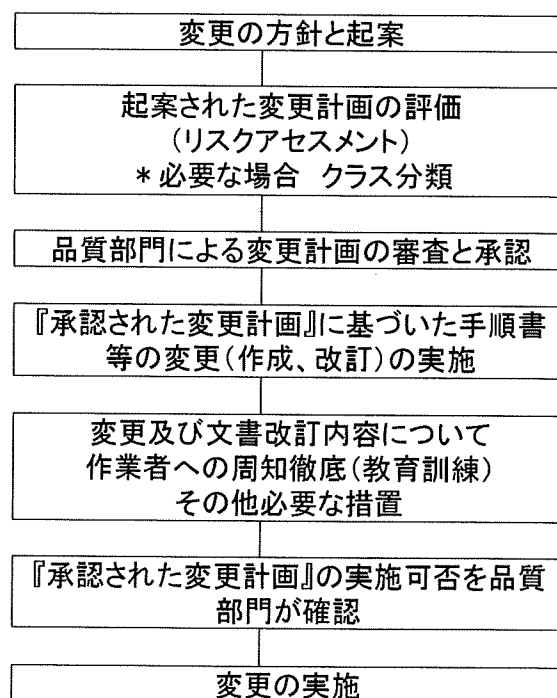 変更の方針と起案
起案された変更計画の評価
(リスクアセスメント)
*必要な場合 クラス分類
品質部門による変更計画の審査と承認
『承認された変更計画』に基づいた手順書
等の変更(作成、改訂)の実施
変更及び文書改訂内容について
作業者への周知徹底(教育訓練)
その他必要な措置
『承認された変更計画』の実施可否を品質
部門が確認
変更の実施